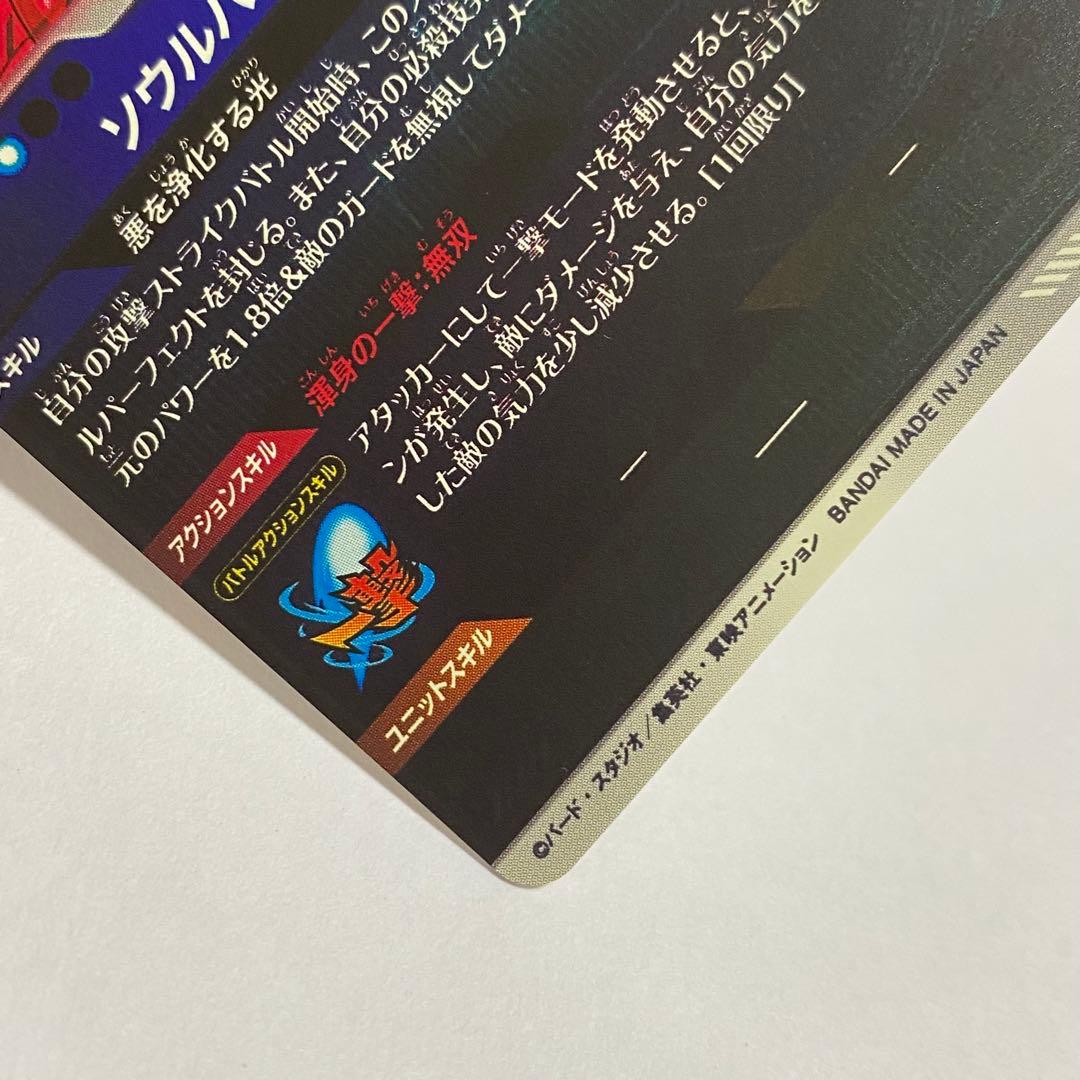 ソウルパ
キル
悪を浄化する光
自分の攻撃ストライクバトル開始時、この
ルパーフェクトを封じる。また、自分の必殺技
元のパワーを1.8倍&敵のガードを無視してダメー
アクションスキル
渾身の一撃:無双
バトルアクションスキル
一撃
アタッカーにして一撃モードを発動させると、
ンが発生し、敵にダメージを与え、自分の気力を
した敵の気力を少し減少させる。[1回限り]
ユニットスキル
©バード・スタジオ/集英社・東映アニメーション BANDAI MADE IN JAPAN